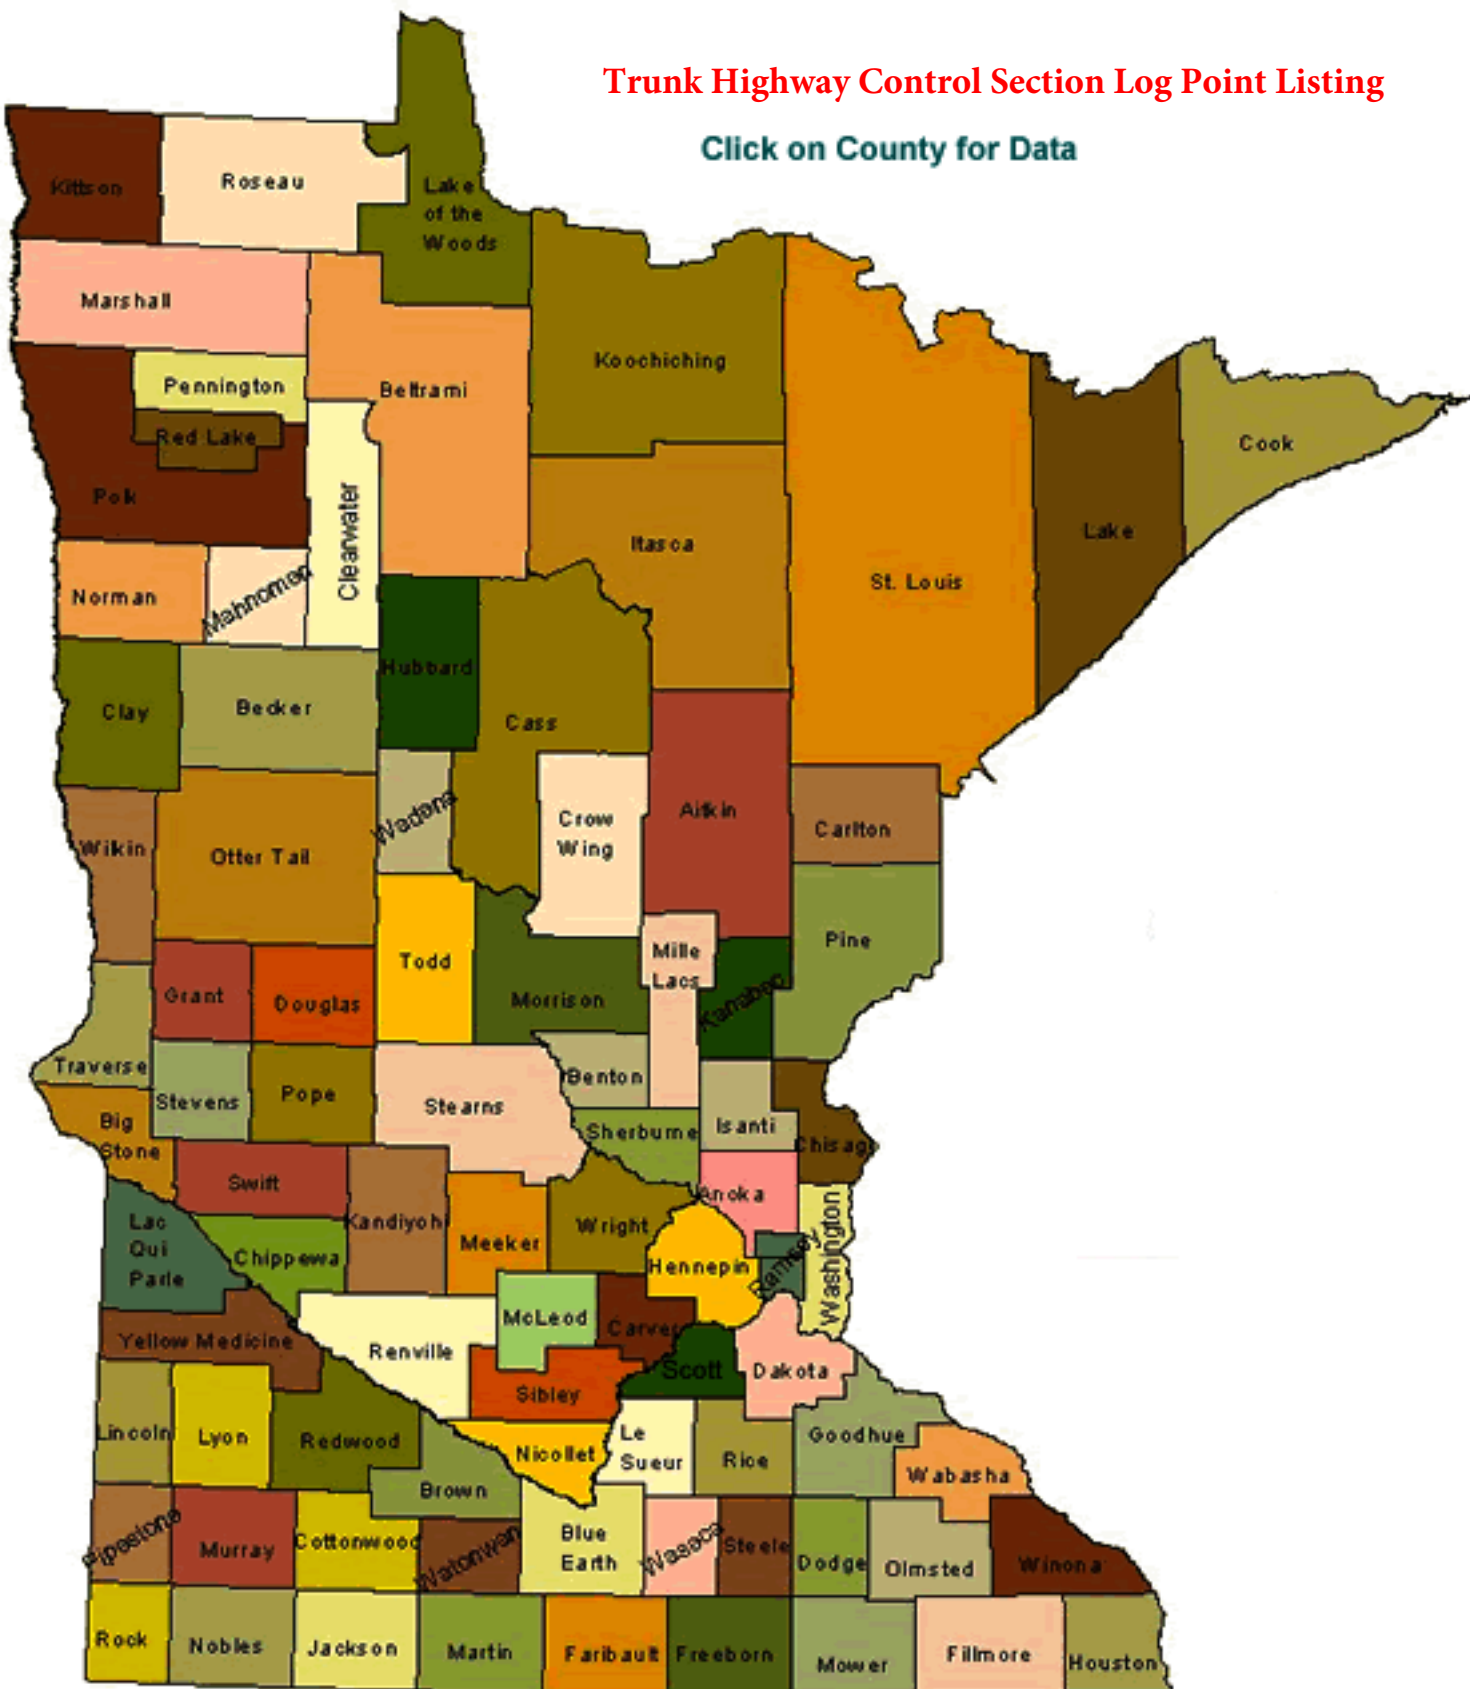 Trunk Highway Control Section Log Point Listing
Click on County for Data
Kittson
Roseau
Lake
of the
Woods
Marshall
Koochiching
Pennington
Beltrami
Red Lake
Cook
Polk
Clearwater
Itasca
Lake
St. Louis
Norman
Mahnomen
Hubbard
Clay
Becker
Cass
Wadena
Crow
Wing
Aitkin
Carlton
Wilkin
Otter Tail
Pine
Todd
Mille
Lacs
Grant
Douglas
Morrison
Kanabec
Traverse
Stevens
Pope
Stearns
Benton
Big
Stone
Sherburne
Isanti
Chisago
Swift
Anoka
Lac
Qui
Parle
Kandiyohi
Wright
Washington
Chippewa
Meeker
Hennepin
Ramsey
McLeod
Carver
Yellow Medicine
Renville
Scott
Dakota
Sibley
Lincoln
Lyon
Redwood
Nicollet
Le
Sueur
Rice
Goodhue
Wabasha
Brown
Pipestone
Murray
Cottonwood
Watonwan
Blue
Earth
Waseca
Steele
Dodge
Olmsted
Winona
Rock
Nobles
Jackson
Martin
Faribault
Freeborn
Mower
Fillmore
Houston